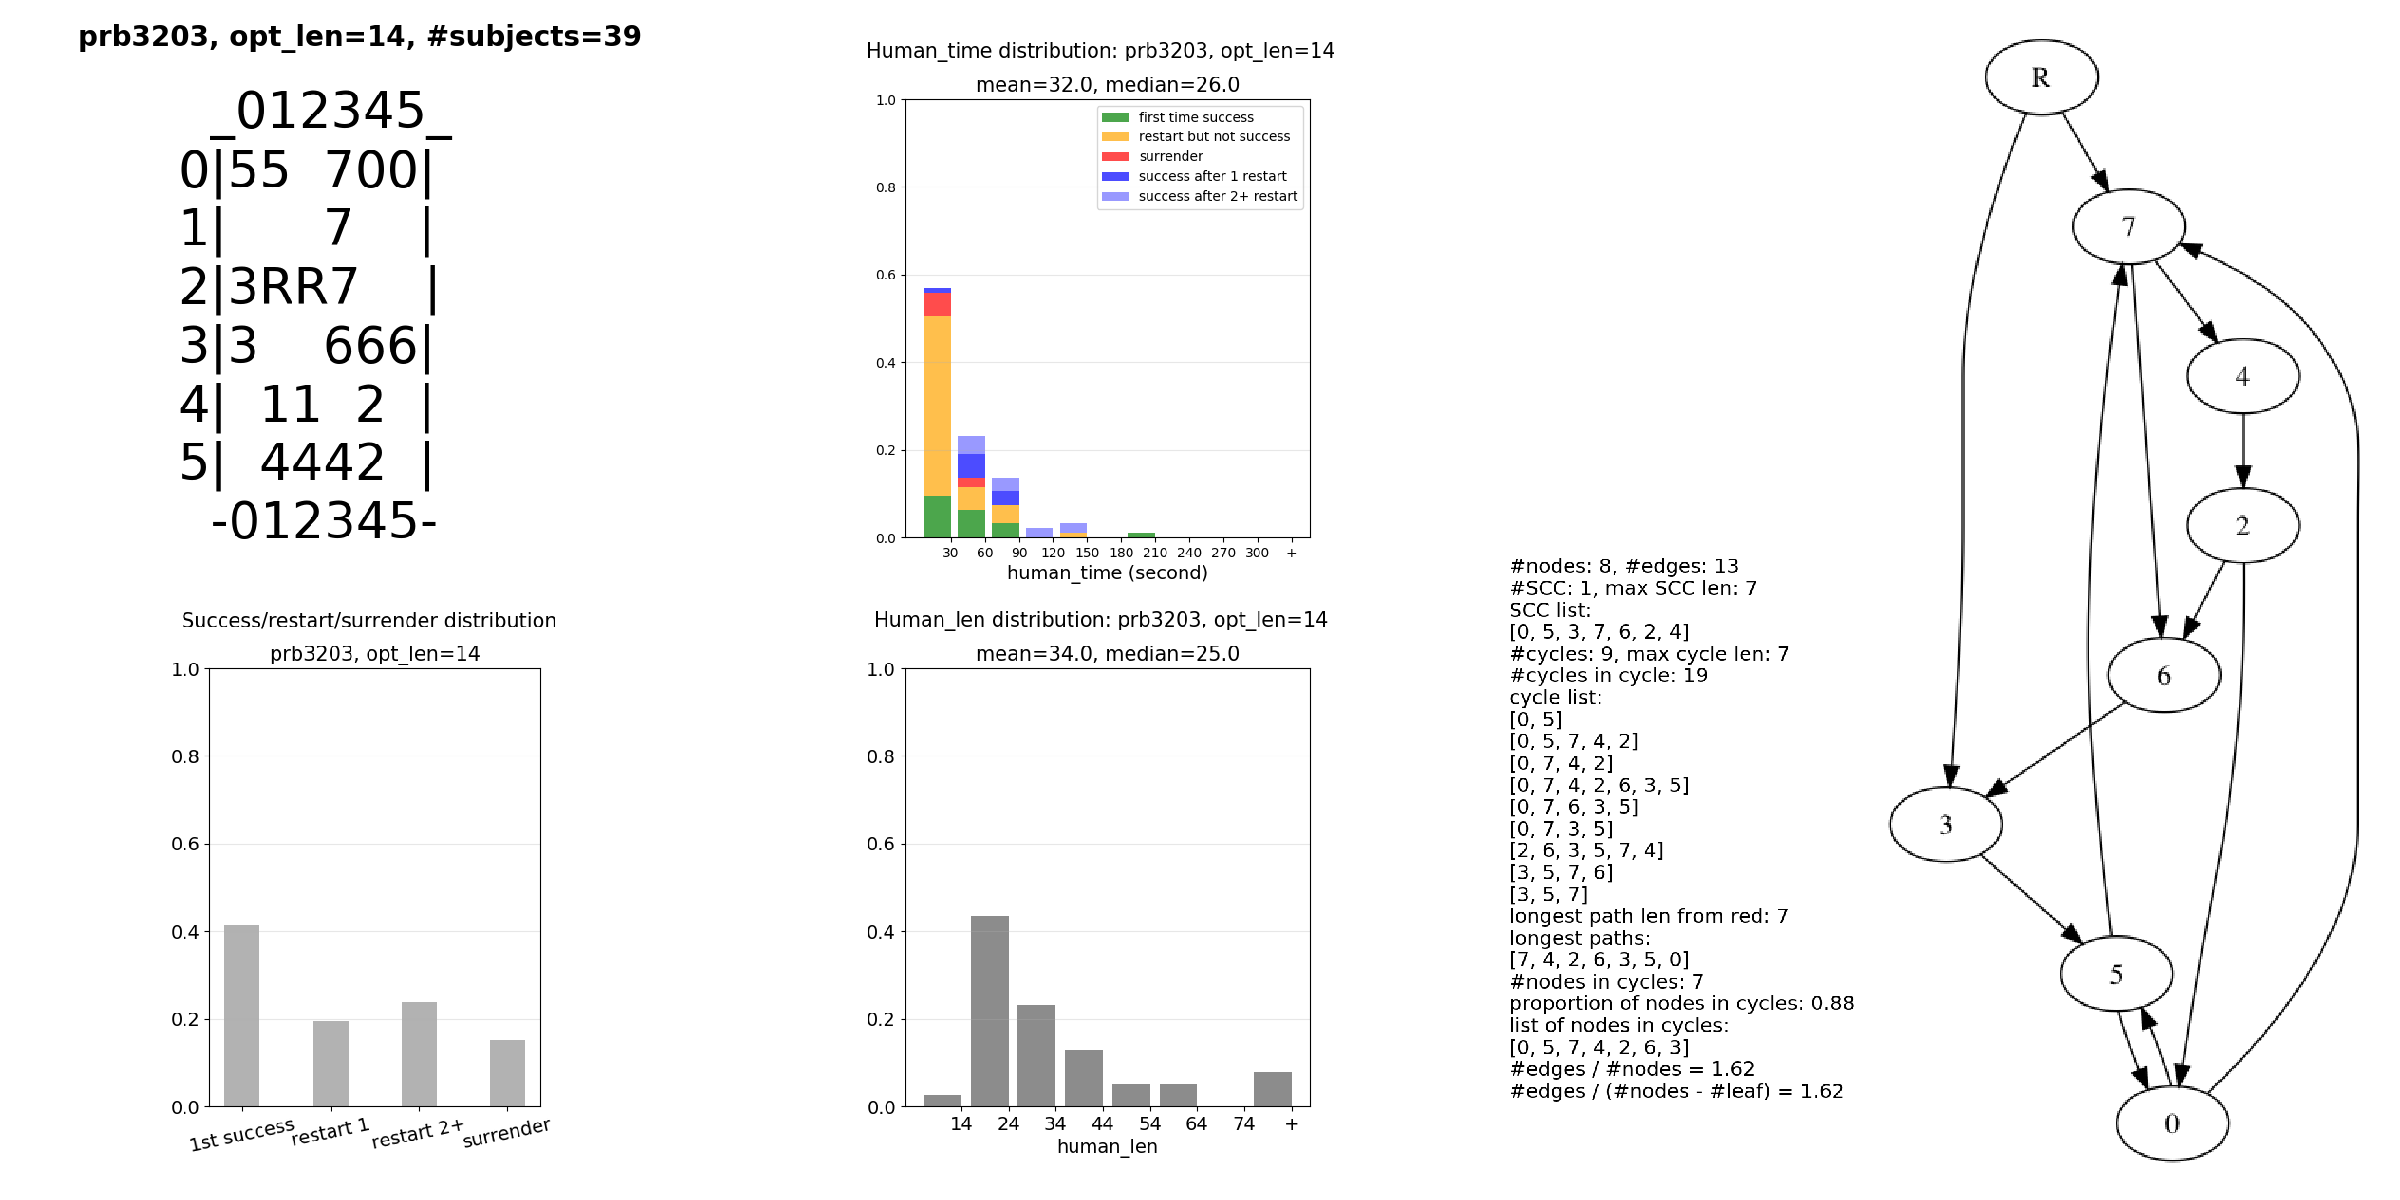 prb3203, opt_len=14, #subjects=39
_012345_
0|55  700|
1|      7    |
2|3RR7    |
3|3    666|
4|  11  2  |
5|  4442  |
-012345-
Human_time distribution: prb3203, opt_len=14
mean=32.0, median=26.0
1.0
0.8
0.6
0.4
0.2
0.0
first time success
restart but not success
surrender
success after 1 restart
success after 2+ restart
30 60 90 120 150 180 210 240 270 300 +
human_time (second)
Success/restart/surrender distribution
prb3203, opt_len=14
1.0
0.8
0.6
0.4
0.2
0.0
1st success restart 1 restart 2+ surrender
Human_len distribution: prb3203, opt_len=14
mean=34.0, median=25.0
1.0
0.8
0.6
0.4
0.2
0.0
14 24 34 44 54 64 74 +
human_len
#nodes: 8, #edges: 13
#SCC: 1, max SCC len: 7
SCC list:
[0, 5, 3, 7, 6, 2, 4]
#cycles: 9, max cycle len: 7
#cycles in cycle: 19
cycle list:
[0, 5]
[0, 5, 7, 4, 2]
[0, 7, 4, 2]
[0, 7, 4, 2, 6, 3, 5]
[0, 7, 6, 3, 5]
[0, 7, 3, 5]
[2, 6, 3, 5, 7, 4]
[3, 5, 7, 6]
[3, 5, 7]
longest path len from red: 7
longest paths:
[7, 4, 2, 6, 3, 5, 0]
#nodes in cycles: 7
proportion of nodes in cycles: 0.88
list of nodes in cycles:
[0, 5, 7, 4, 2, 6, 3]
#edges / #nodes = 1.62
#edges / (#nodes - #leaf) = 1.62
R
7
4
2
6
3
5
0